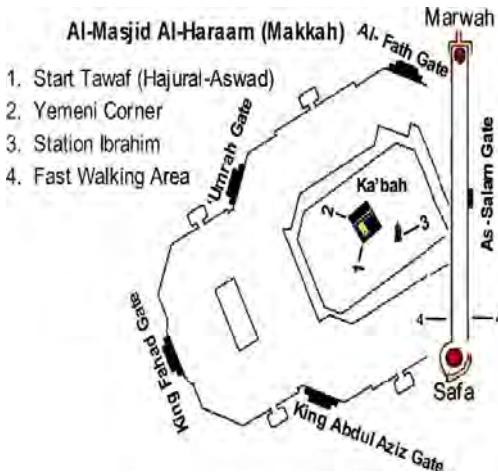 Al-Masjid Al-Haraam (Makkah)
Marwah
Al- Fath Gate
1. Start Tawaf (Hajural-Aswad)
2. Yemeni Corner
3. Station Ibrahim
4. Fast Walking Area
'Umrah Gate
As -Salam Gate
Ka'bah
2
3
1
4
4
King Fahad Gate
Safa
King Abdul Aziz Gate